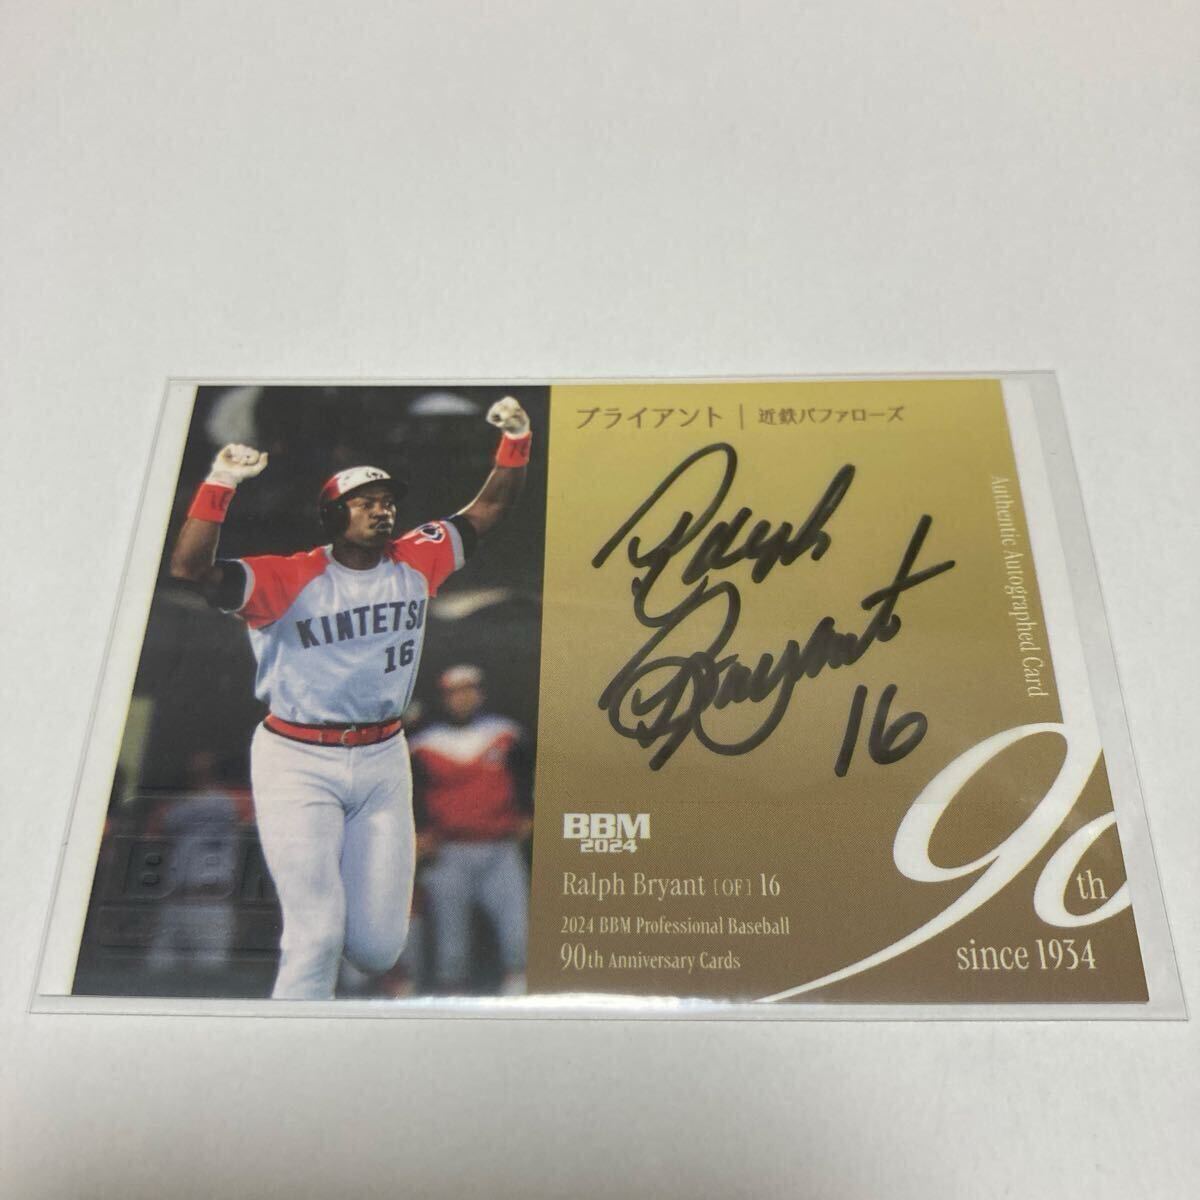 ブライアント | 近鉄バファローズ
Ralph
Bryant
16
Authentic Autographed Card
KINTETSU
16
BBM
BBM
2024
Ralph Bryant [OF] 16
2024 BBM Professional Baseball
90th Anniversary Cards
90th
since 1934